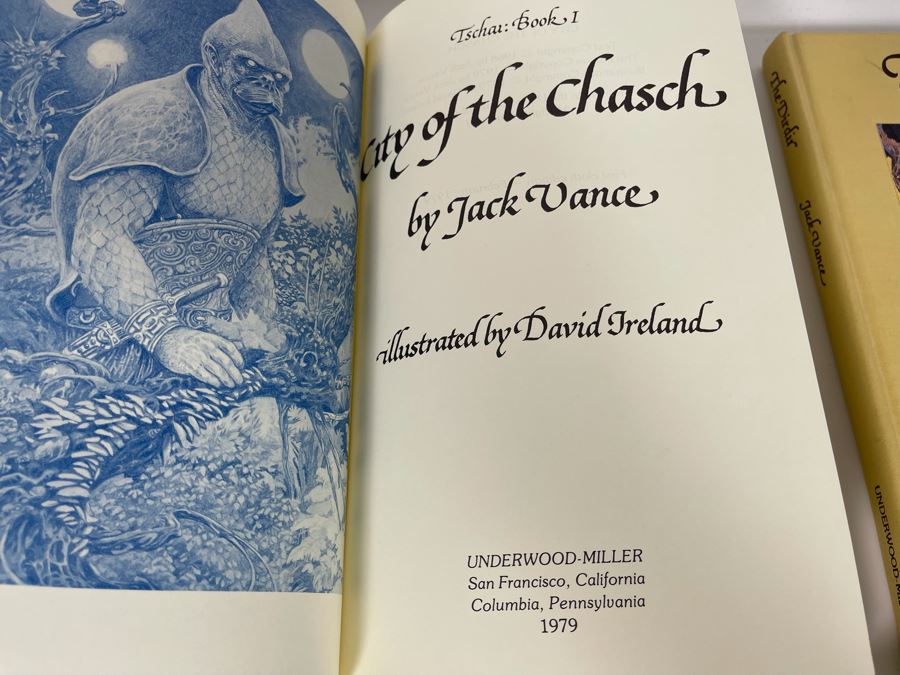 Tschai: Book I
City of the Chasch
by Jack Vance
illustrated by David Ireland
UNDERWOOD-MILLER
San Francisco, California
Columbia, Pennsylvania
1979
The Dirdir
Jack Vance
UNDERWOOD-MIL